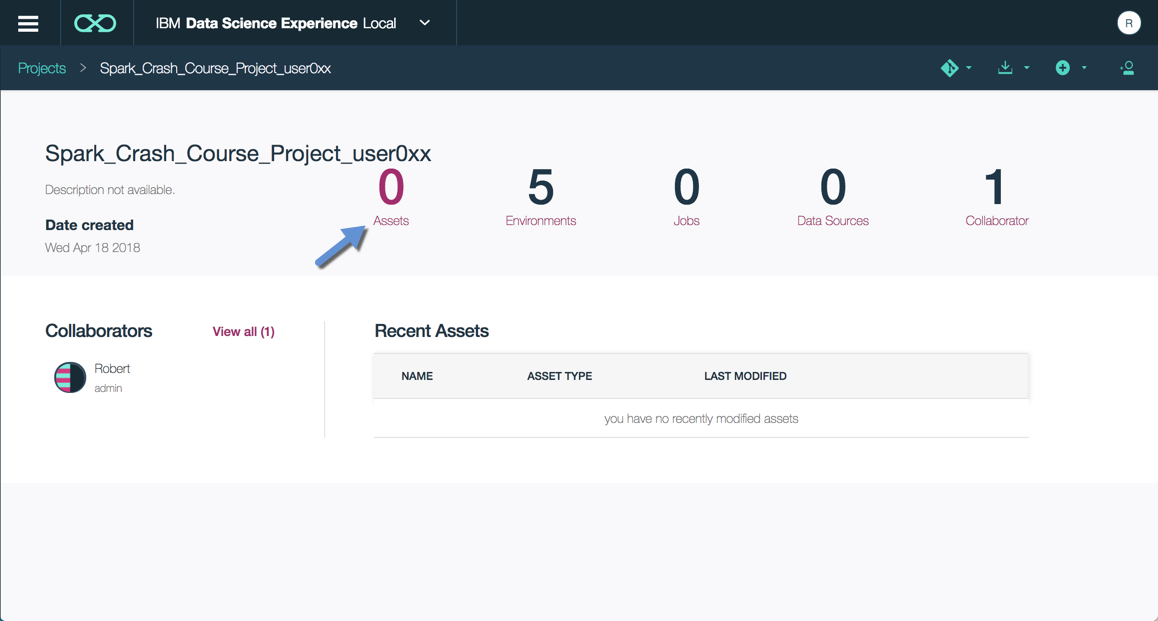 IBM Data Science Experience Local
R
Projects > Spark_Crash_Course_Project_user0xx
Spark_Crash_Course_Project_user0xx
Description not available.
Date created
Wed Apr 18 2018
0
Assets
5
Environments
0
Jobs
0
Data Sources
1
Collaborator
Collaborators View all (1)
Robert
admin
Recent Assets
NAME ASSET TYPE LAST MODIFIED
you have no recently modified assets